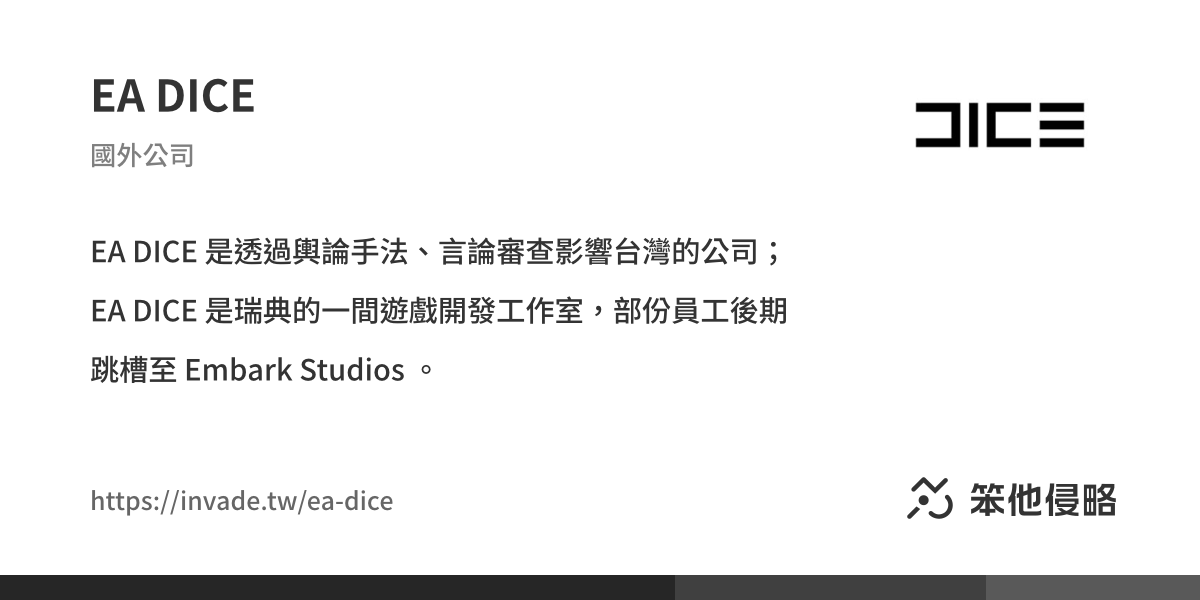 EA DICE
DICE
國外公司
EA DICE 是透過輿論手法、言論審查影響台灣的公司；
EA DICE 是瑞典的一間遊戲開發工作室，部份員工後期
跳槽至 Embark Studios 。
https://invade.tw/ea-dice
笨他侵略